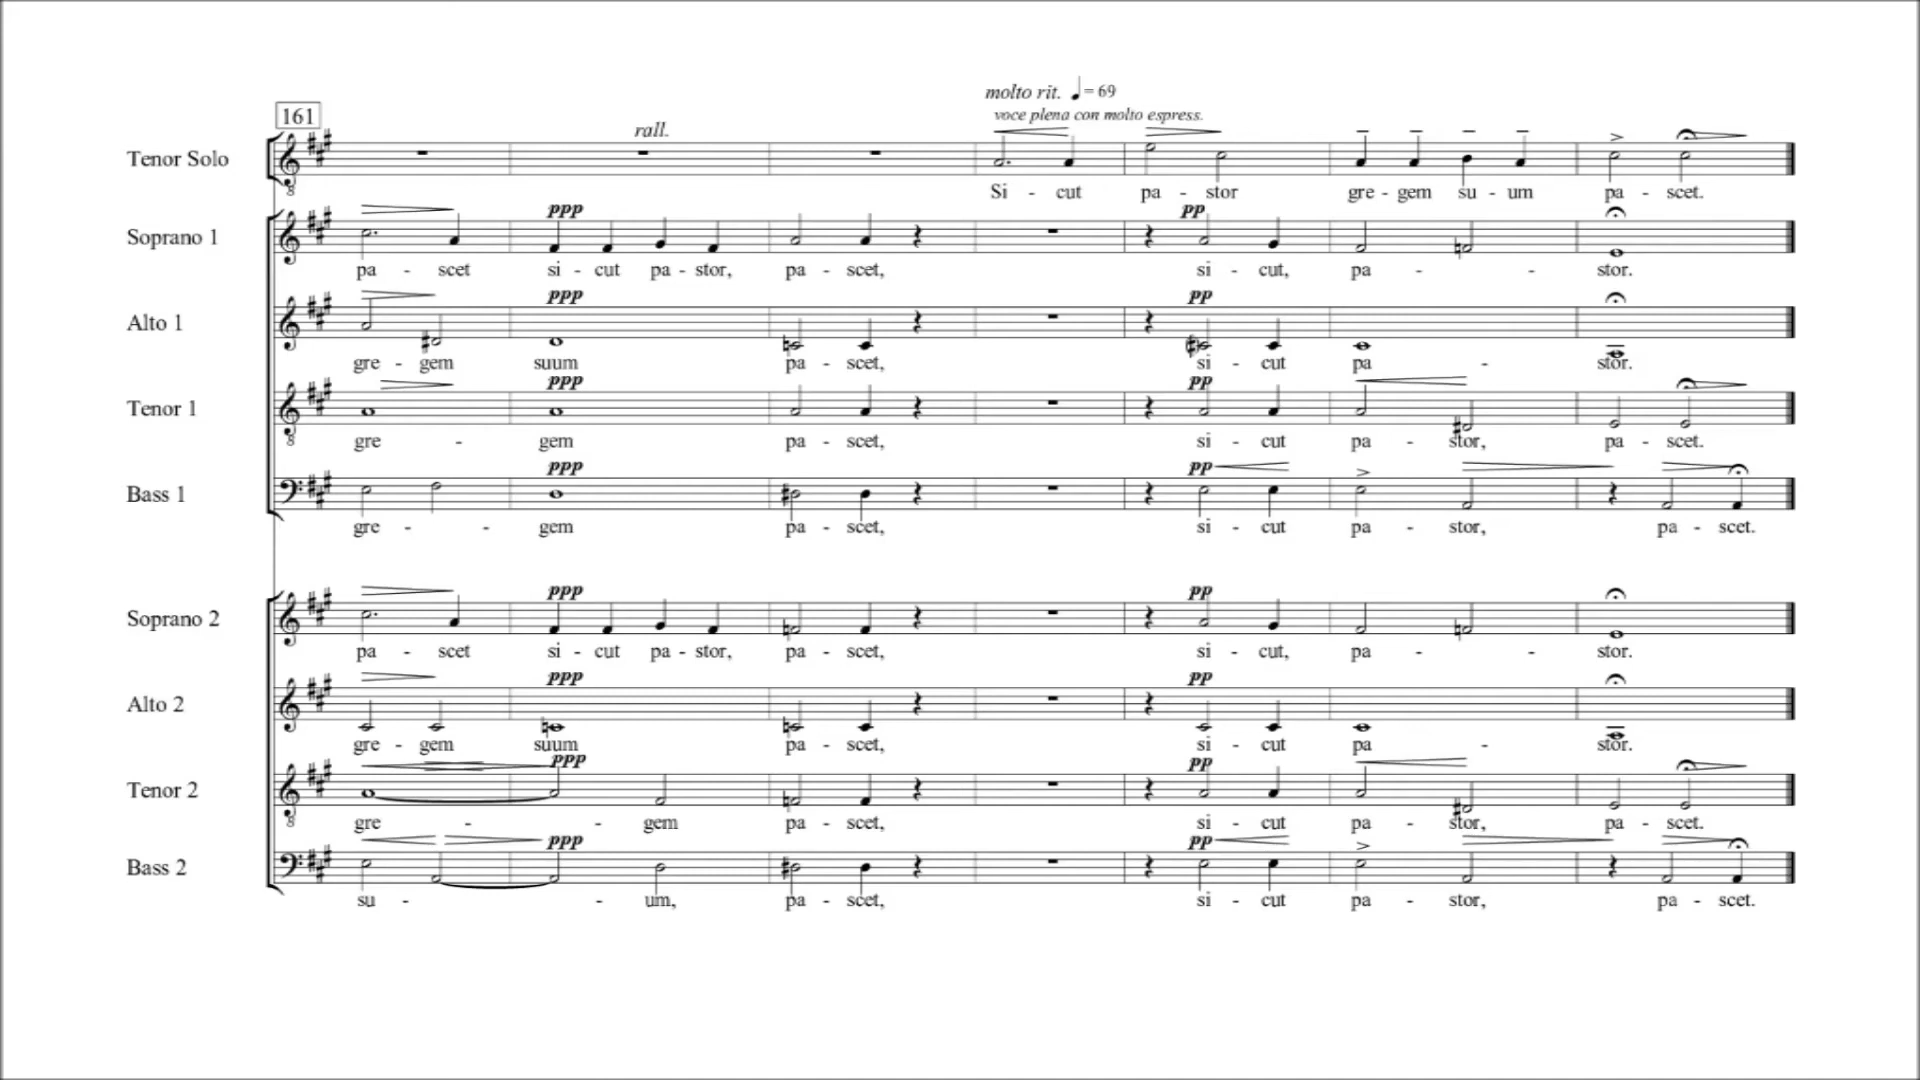 molto rit. ♩= 69
161
voce plena con molto espress.
rall.
Tenor Solo
Si - cut pa - stor gre - gem su - um pa - scet.
ppp pp
Soprano 1
pa - scet si - cut pa - stor, pa - scet, si - cut, pa - - stor.
ppp pp
Alto 1
gre - gem suum pa - scet, si - cut pa - stor.
ppp pp
Tenor 1
gre - gem pa - scet, si - cut pa - stor, pa - scet.
ppp pp
Bass 1
gre - - gem pa - scet, si - cut pa - stor, pa - scet.
ppp pp
Soprano 2
pa - scet si - cut pa - stor, pa - scet, si - cut, pa - - stor.
ppp pp
Alto 2
gre - gem suum pa - scet, si - cut pa - stor.
ppp pp
Tenor 2
gre - - gem pa - scet, si - cut pa - stor, pa - scet.
ppp pp
Bass 2
su - - um, pa - scet, si - cut pa - stor, pa - scet.